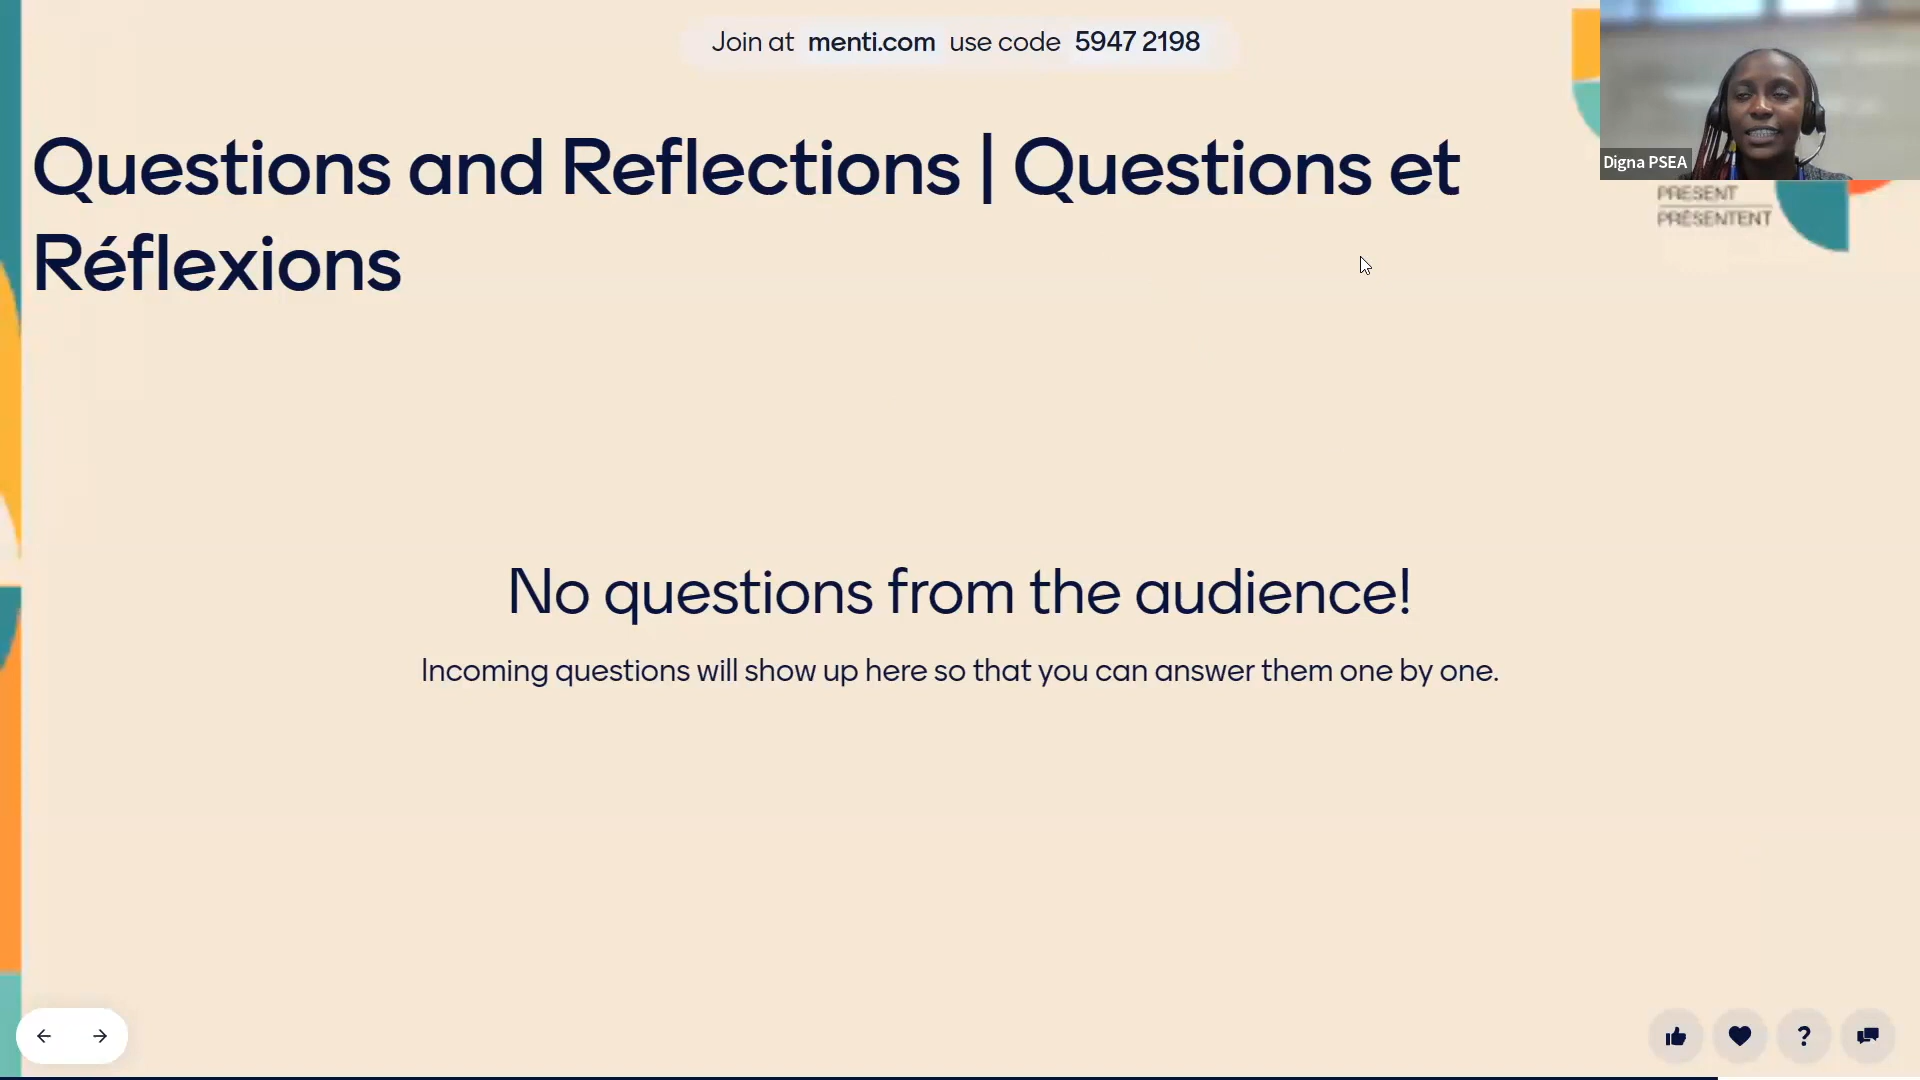 Join at menti.com use code 5947 2198
Questions and Reflections | Questions et
Réflexions
Digna PSEA
PRESENT
PRÉSENTENT
No questions from the audience!
Incoming questions will show up here so that you can answer them one by one.
?